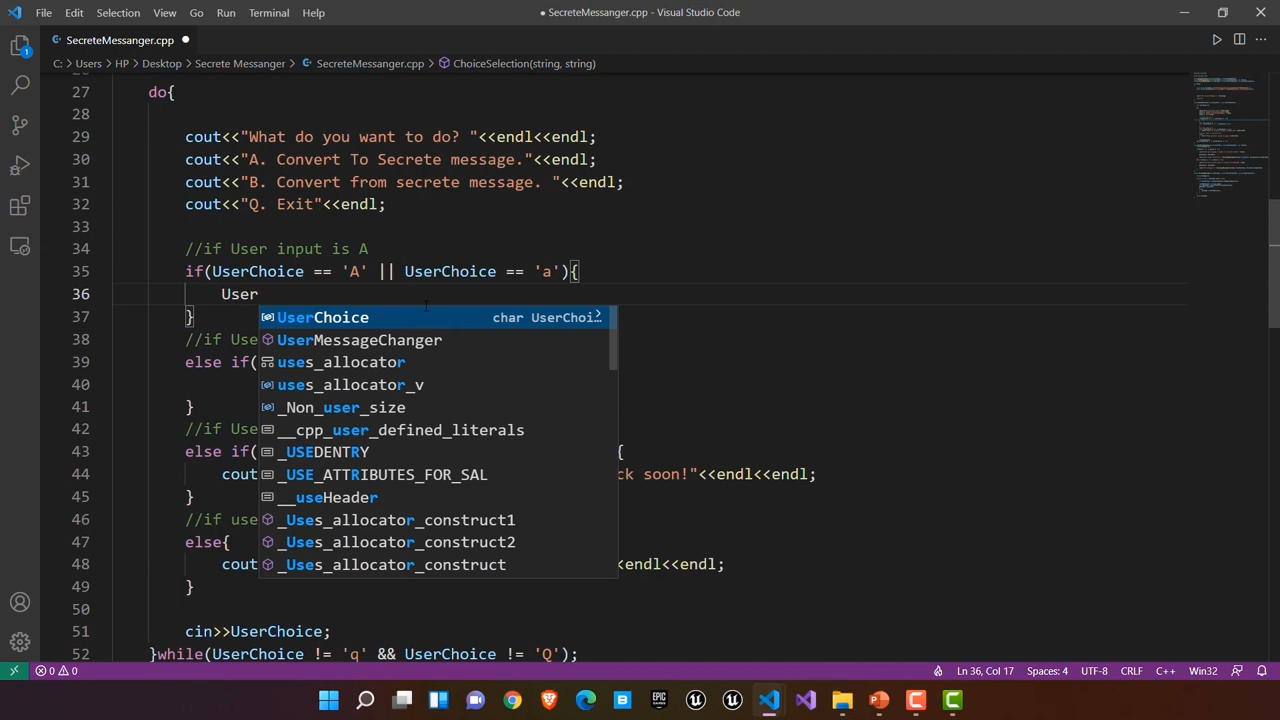 File Edit Selection View Go Run Terminal Help
● SecreteMessanger.cpp - Visual Studio Code
SecreteMessanger.cpp ●
C: > Users > HP > Desktop > Secrete Messanger > SecreteMessanger.cpp > ChoiceSelection(string, string)
27 do{
28
29 cout<<"What do you want to do? "<<endl<<endl;
30 cout<<"A. Convert To Secrete message."<<endl;
31 cout<<"B. Convert from secrete message. "<<endl;
32 cout<<"Q. Exit"<<endl;
33
34 //if User input is A
35 if(UserChoice == 'A' || UserChoice == 'a'){
36 User
UserChoice char UserChoi...
37 }
38 //if Use
UserMessageChanger
39 else if(
uses_allocator
40
uses_allocator_v
41 }
_Non_user_size
42 //if Use
__cpp_user_defined_literals
43 else if( {
_USEDENTRY
44 cout ck soon!"<<endl<<endl;
_USE_ATTRIBUTES_FOR_SAL
45 }
__useHeader
46 //if use
_Uses_allocator_construct1
47 else{
_Uses_allocator_construct2
48 cout <endl<<endl;
_Uses_allocator_construct
49 }
50
51 cin>>UserChoice;
52 }while(UserChoice != 'q' && UserChoice != 'Q');
0 0 Ln 36, Col 17 Spaces: 4 UTF-8 CRLF C++ Win32